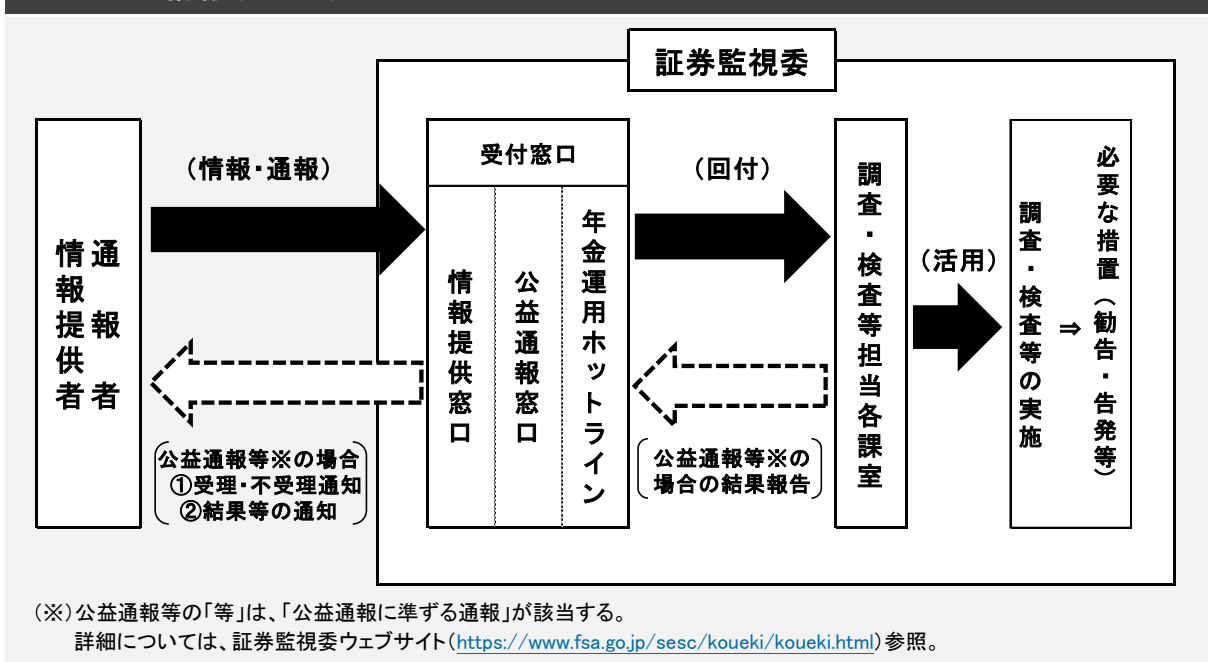 証券監視委
情報提供者
通報者
（情報・通報）
公益通報等※の場合
①受理・不受理通知
②結果等の通知
受付窓口
情報提供窓口
公益通報窓口
年金運用ホットライン
（回付）
公益通報等※の
場合の結果報告
調査・検査等担当各課室
（活用）
調査・検査等の実施
⇒
必要な措置（勧告・告発等）
（※）公益通報等の「等」は、「公益通報に準ずる通報」が該当する。
詳細については、証券監視委ウェブサイト（https://www.fsa.go.jp/sesc/koueki/koueki.html）参照。